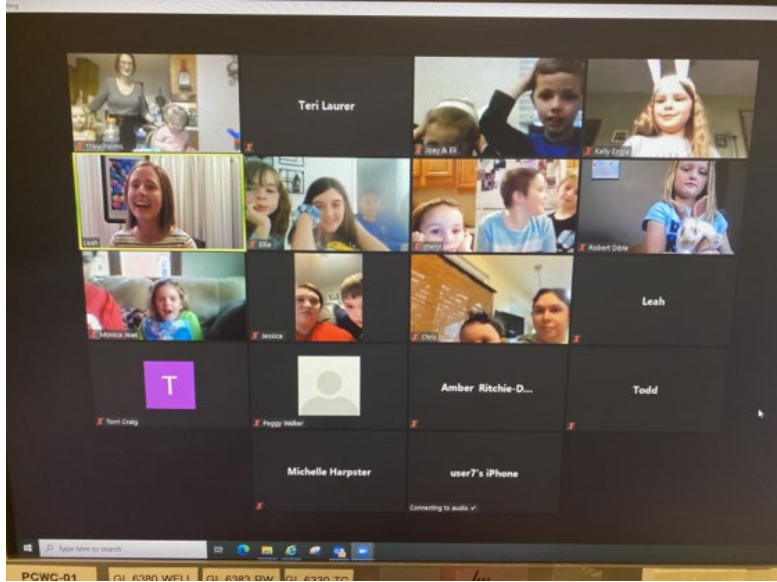 Teri Laurer
Joey & Eli
Kelly Engle
Leah
Ellie
cheryl
Robert Dible
Monica Jean
Jessica
Chris
Leah
T
Torri Craig
Peggy Walker
Amber Ritchie-D...
Todd
Michelle Harpster
user7's iPhone
Connecting to audio
Type here to search
PCWC-01
GL 6380 WELL
GL 6383 RW
GL 6330 TC